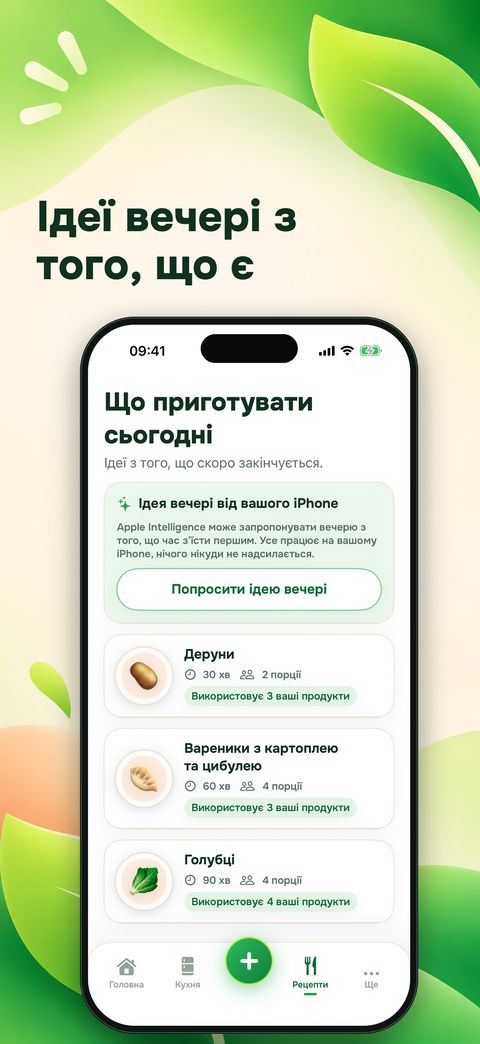 Ідеї вечері з
того, що є
09:41
Що приготувати
сьогодні
Ідеї з того, що скоро закінчується.
Ідея вечері від вашого iPhone
Apple Intelligence може запропонувати вечерю з
того, що час з’їсти першим. Усе працює на вашому
iPhone, нічого нікуди не надсилається.
Попросити ідею вечері
Деруни
30 хв 2 порції
Використовує 3 ваші продукти
Вареники з картоплею
та цибулею
60 хв 4 порції
Використовує 3 ваші продукти
Голубці
90 хв 4 порції
Використовує 4 ваші продукти
Головна Кухня Рецепти Ще